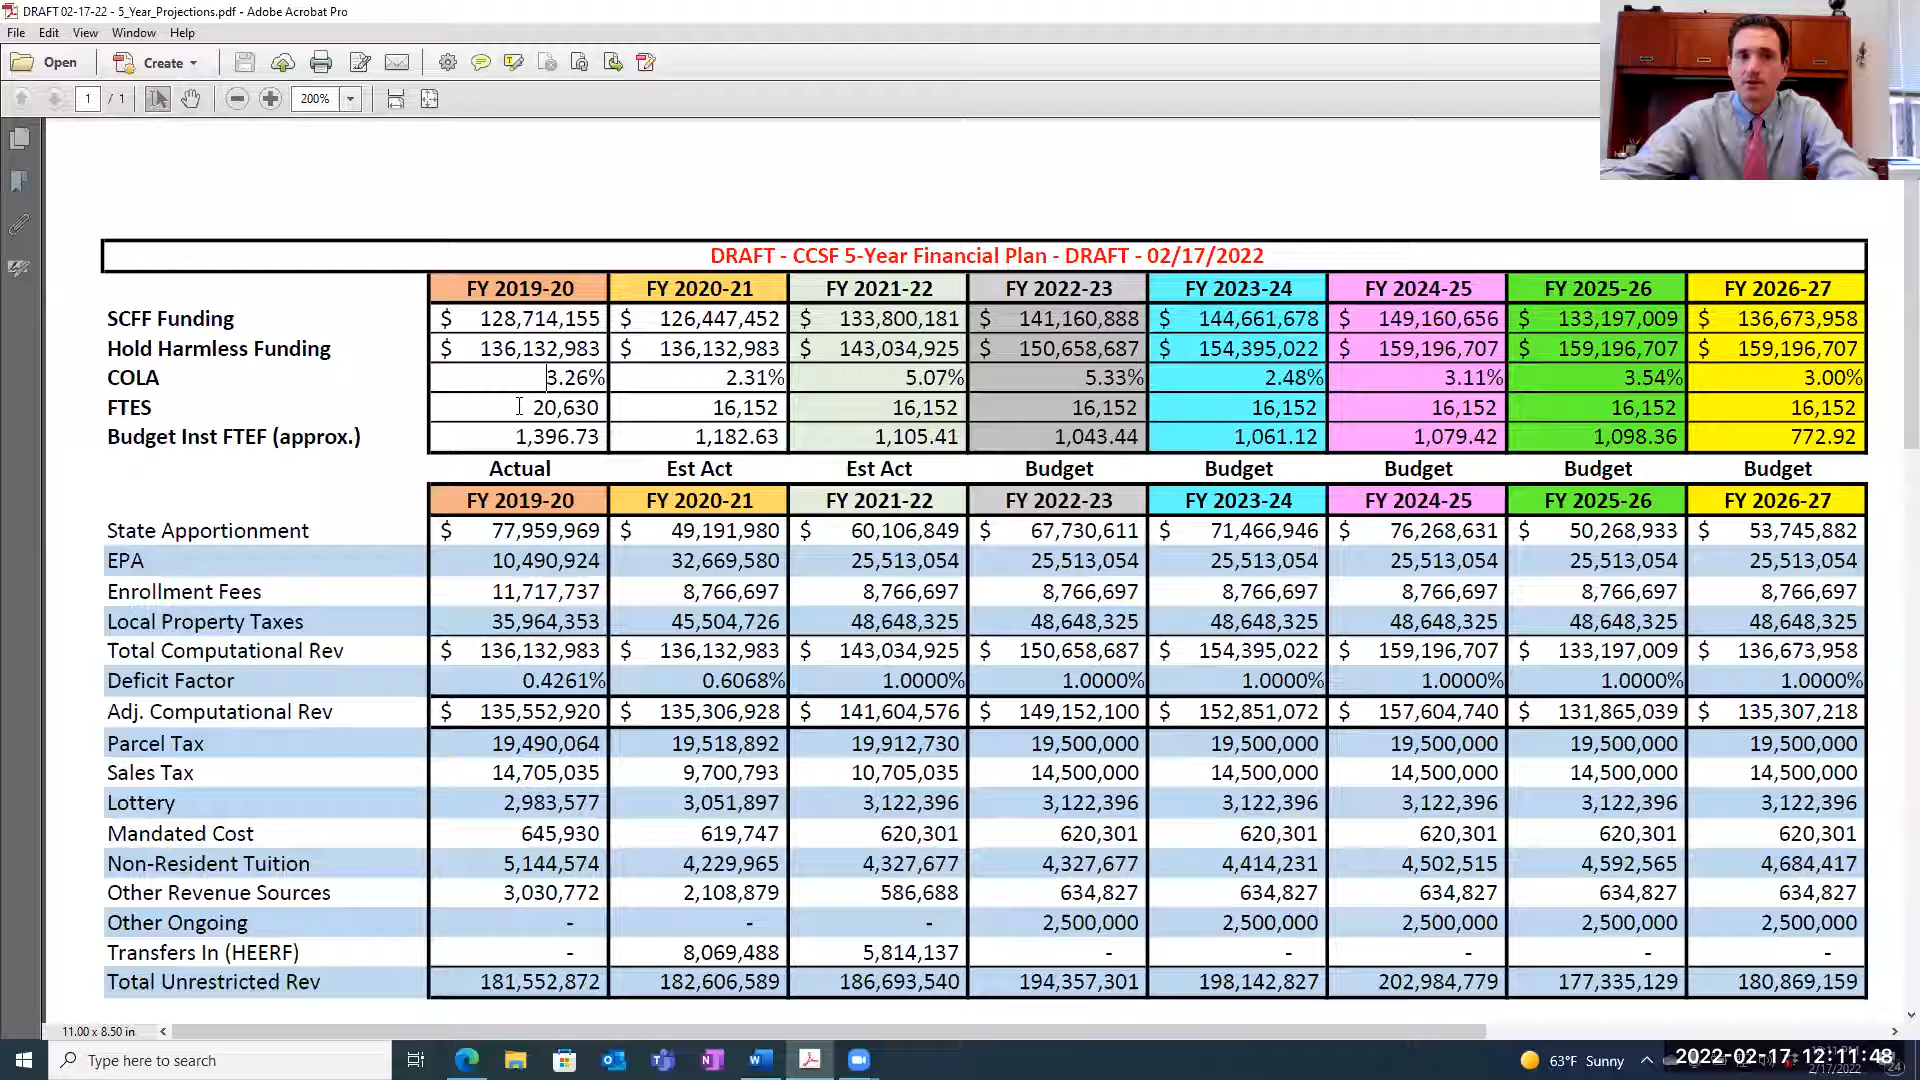 DRAFT 02-17-22 - 5_Year_Projections.pdf - Adobe Acrobat Pro
File Edit View Window Help
Open Create
1 / 1 200%
DRAFT - CCSF 5-Year Financial Plan - DRAFT - 02/17/2022
FY 2019-20 FY 2020-21 FY 2021-22 FY 2022-23 FY 2023-24 FY 2024-25 FY 2025-26 FY 2026-27
SCFF Funding $ 128,714,155 $ 126,447,452 $ 133,800,181 $ 141,160,888 $ 144,661,678 $ 149,160,656 $ 133,197,009 $ 136,673,958
Hold Harmless Funding $ 136,132,983 $ 136,132,983 $ 143,034,925 $ 150,658,687 $ 154,395,022 $ 159,196,707 $ 159,196,707 $ 159,196,707
COLA 3.26% 2.31% 5.07% 5.33% 2.48% 3.11% 3.54% 3.00%
FTES 20,630 16,152 16,152 16,152 16,152 16,152 16,152 16,152
Budget Inst FTEF (approx.) 1,396.73 1,182.63 1,105.41 1,043.44 1,061.12 1,079.42 1,098.36 772.92
Actual Est Act Est Act Budget Budget Budget Budget Budget
FY 2019-20 FY 2020-21 FY 2021-22 FY 2022-23 FY 2023-24 FY 2024-25 FY 2025-26 FY 2026-27
State Apportionment $ 77,959,969 $ 49,191,980 $ 60,106,849 $ 67,730,611 $ 71,466,946 $ 76,268,631 $ 50,268,933 $ 53,745,882
EPA 10,490,924 32,669,580 25,513,054 25,513,054 25,513,054 25,513,054 25,513,054 25,513,054
Enrollment Fees 11,717,737 8,766,697 8,766,697 8,766,697 8,766,697 8,766,697 8,766,697 8,766,697
Local Property Taxes 35,964,353 45,504,726 48,648,325 48,648,325 48,648,325 48,648,325 48,648,325 48,648,325
Total Computational Rev $ 136,132,983 $ 136,132,983 $ 143,034,925 $ 150,658,687 $ 154,395,022 $ 159,196,707 $ 133,197,009 $ 136,673,958
Deficit Factor 0.4261% 0.6068% 1.0000% 1.0000% 1.0000% 1.0000% 1.0000% 1.0000%
Adj. Computational Rev $ 135,552,920 $ 135,306,928 $ 141,604,576 $ 149,152,100 $ 152,851,072 $ 157,604,740 $ 131,865,039 $ 135,307,218
Parcel Tax 19,490,064 19,518,892 19,912,730 19,500,000 19,500,000 19,500,000 19,500,000 19,500,000
Sales Tax 14,705,035 9,700,793 10,705,035 14,500,000 14,500,000 14,500,000 14,500,000 14,500,000
Lottery 2,983,577 3,051,897 3,122,396 3,122,396 3,122,396 3,122,396 3,122,396 3,122,396
Mandated Cost 645,930 619,747 620,301 620,301 620,301 620,301 620,301 620,301
Non-Resident Tuition 5,144,574 4,229,965 4,327,677 4,327,677 4,414,231 4,502,515 4,592,565 4,684,417
Other Revenue Sources 3,030,772 2,108,879 586,688 634,827 634,827 634,827 634,827 634,827
Other Ongoing - - - 2,500,000 2,500,000 2,500,000 2,500,000 2,500,000
Transfers In (HEERF) - 8,069,488 5,814,137 - - - - -
Total Unrestricted Rev 181,552,872 182,606,589 186,693,540 194,357,301 198,142,827 202,984,779 177,335,129 180,869,159
11.00 x 8.50 in
Type here to search 63°F Sunny 2022-02-17 12:11:48
2/17/2022